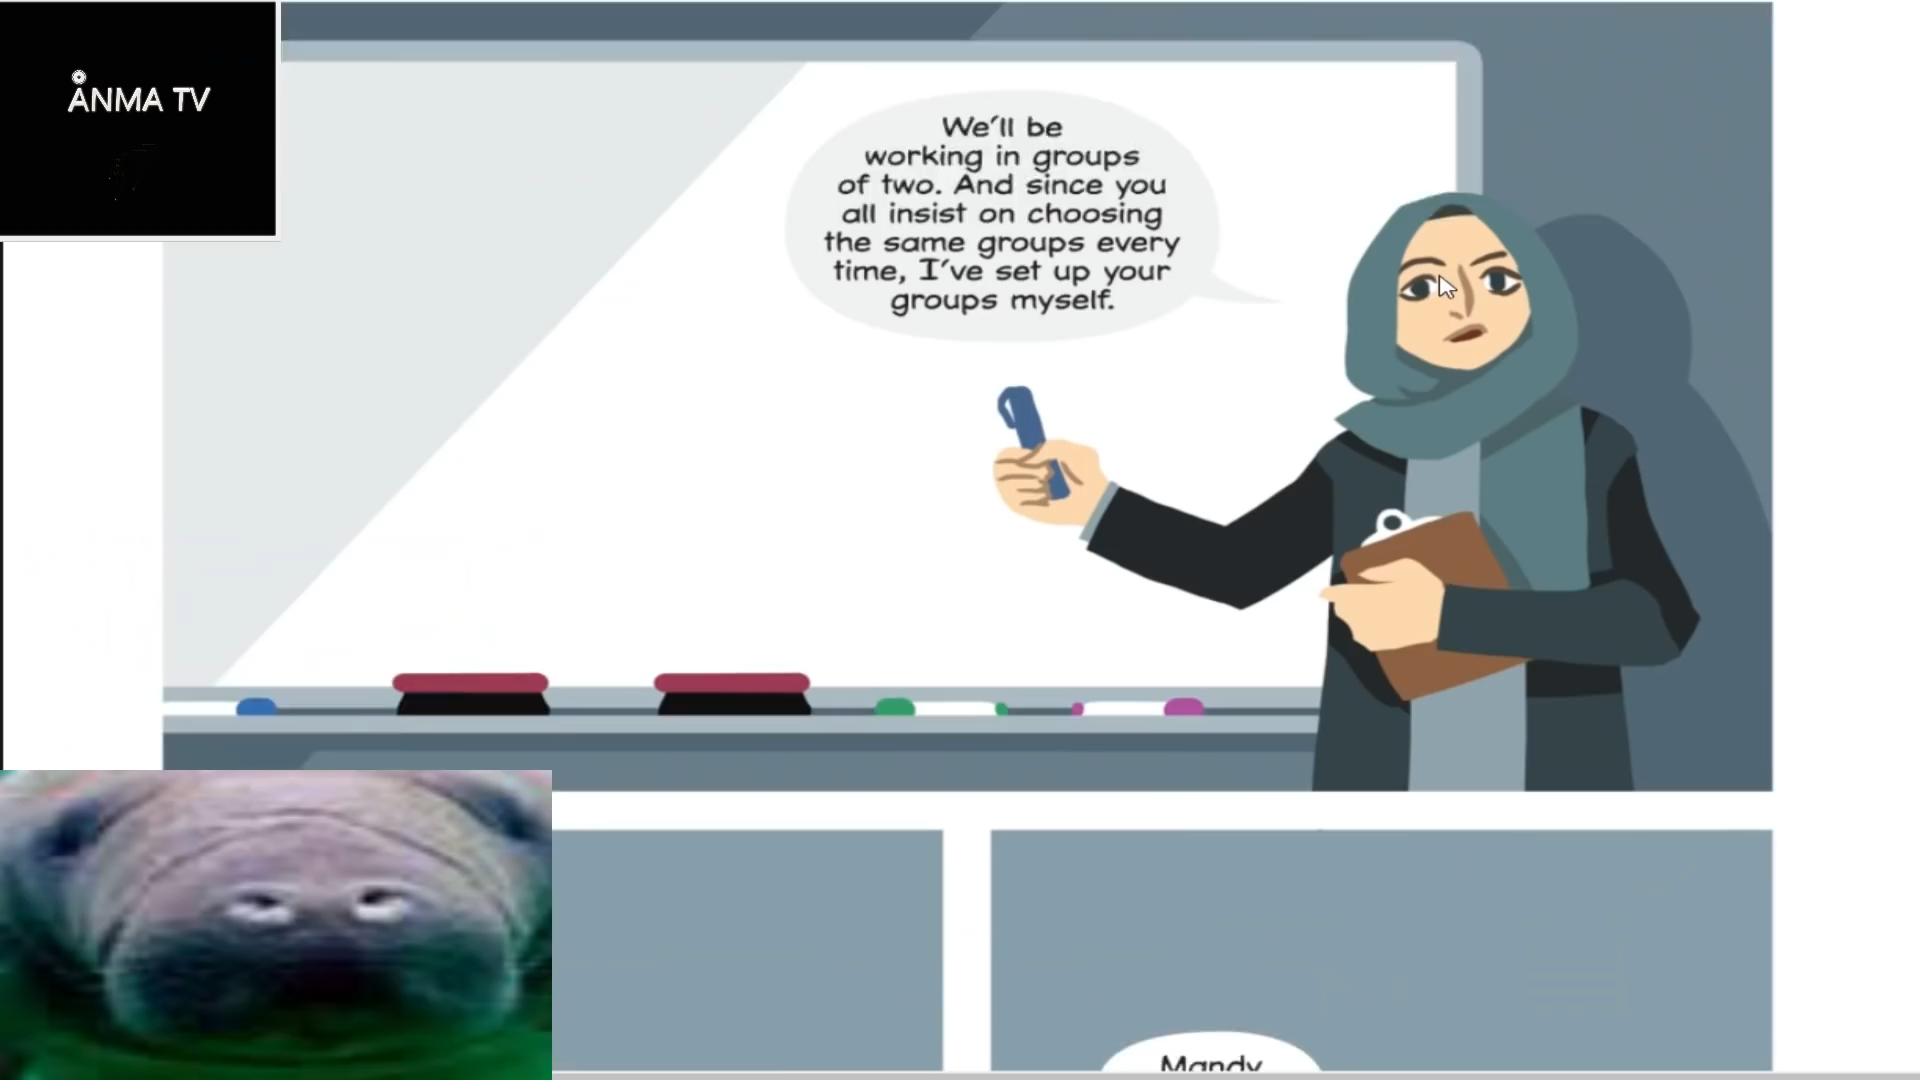 ANMA TV
We'll be
working in groups
of two. And since you
all insist on choosing
the same groups every
time, I've set up your
groups myself.
Mandy